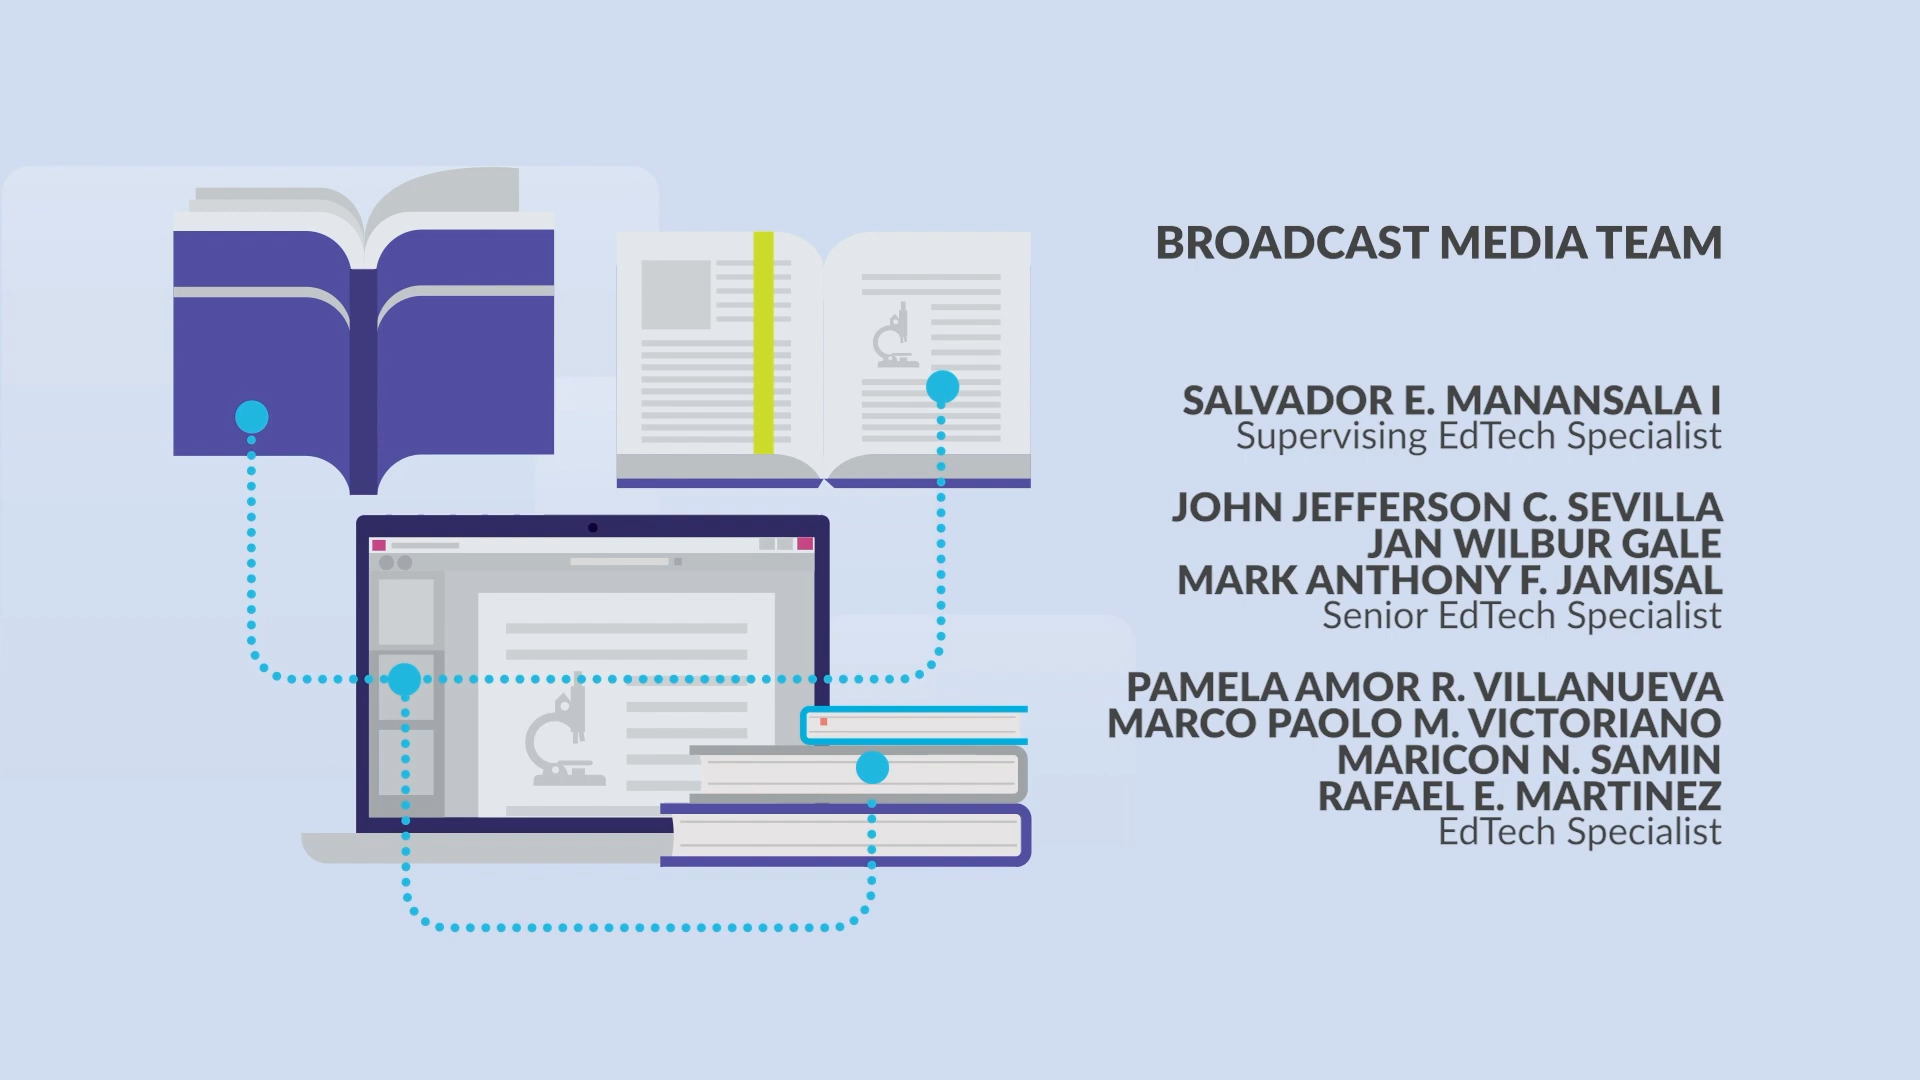 BROADCAST MEDIA TEAM
SALVADOR E. MANANSALA I
Supervising EdTech Specialist
JOHN JEFFERSON C. SEVILLA
JAN WILBUR GALE
MARK ANTHONY F. JAMISAL
Senior EdTech Specialist
PAMELA AMOR R. VILLANUEVA
MARCO PAOLO M. VICTORIANO
MARICON N. SAMIN
RAFAEL E. MARTINEZ
EdTech Specialist